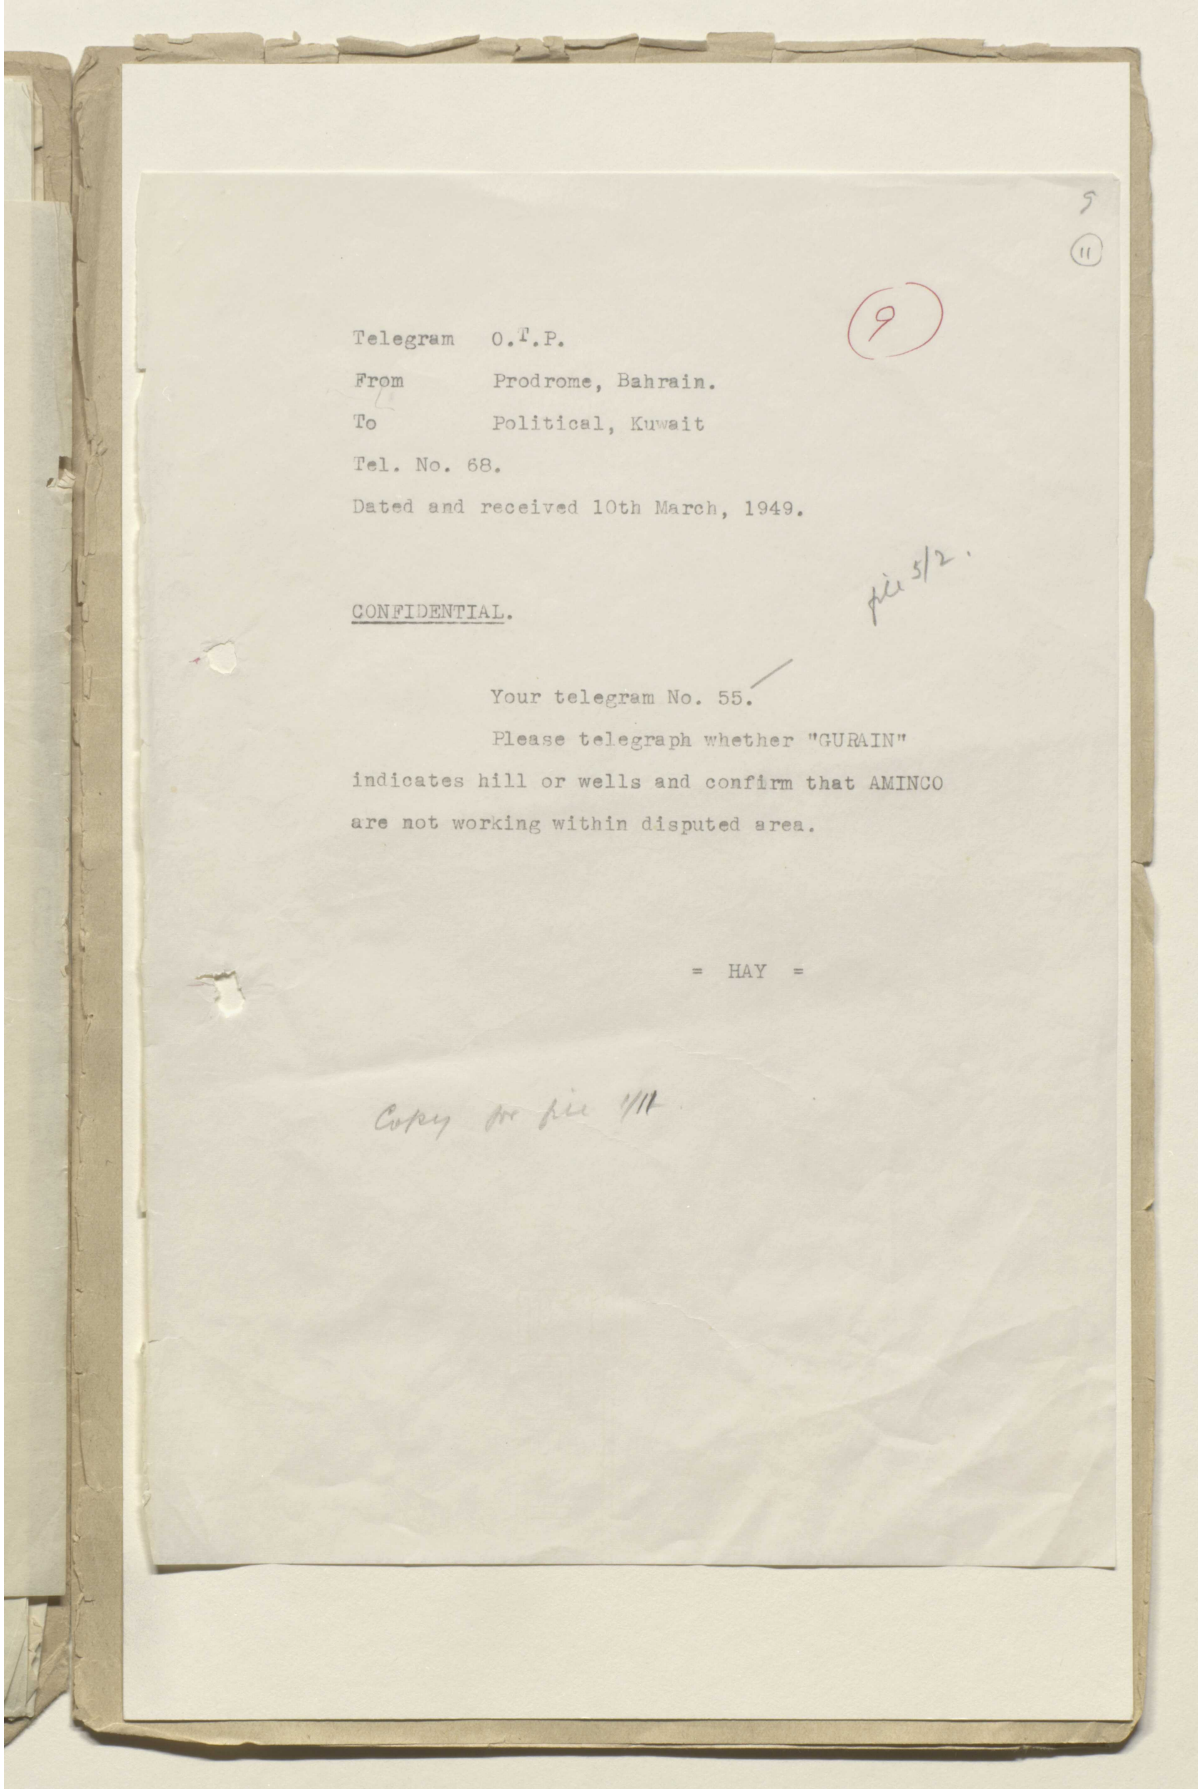 9
11
9
Telegram O.T.P.
From Prodrome, Bahrain.
To Political, Kuwait
Tel. No. 68.
Dated and received 10th March, 1949.
file 5/2.
CONFIDENTIAL.
Your telegram No. 55.
Please telegraph whether "GURAIN"
indicates hill or wells and confirm that AMINCO
are not working within disputed area.
= HAY =
Copy for file 1/11